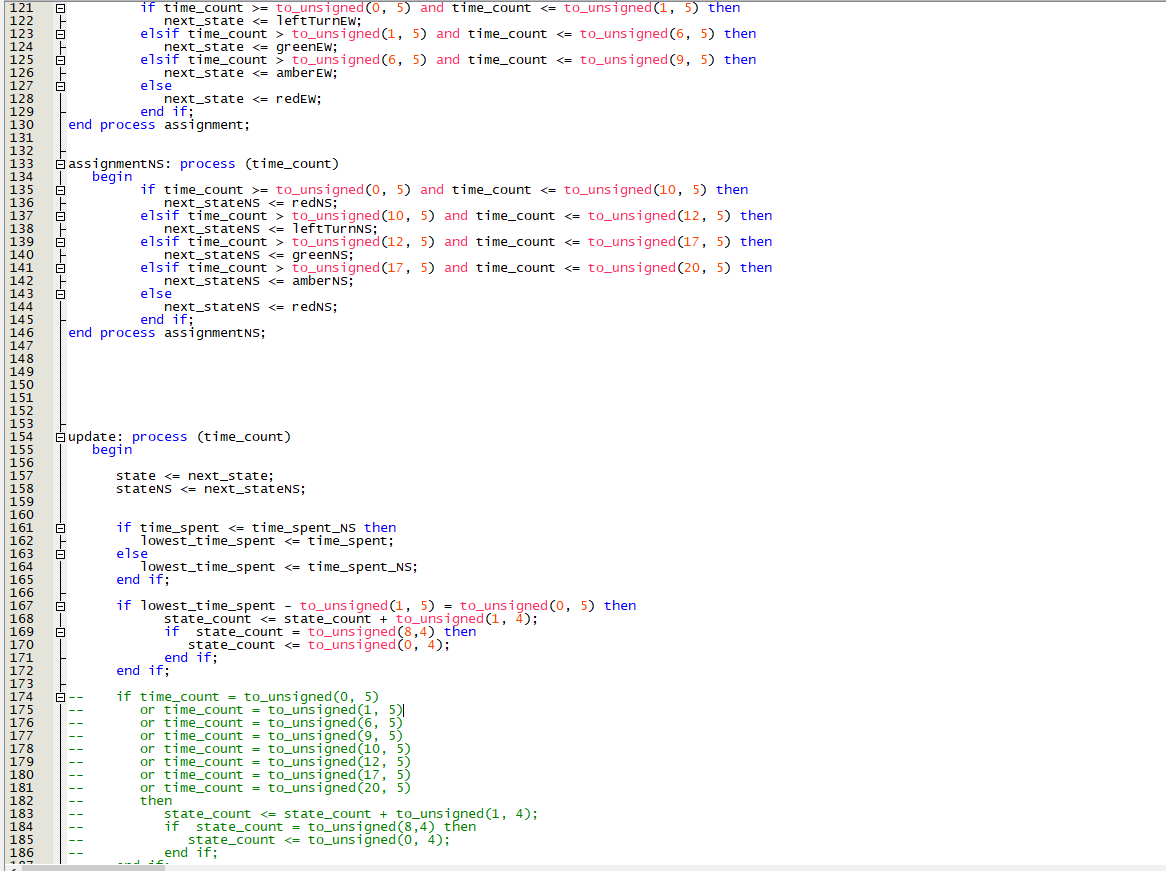 121 if time_count >= to_unsigned(0, 5) and time_count <= to_unsigned(1, 5) then
122 next_state <= leftTurnEW;
123 elsif time_count > to_unsigned(1, 5) and time_count <= to_unsigned(6, 5) then
124 next_state <= greenEW;
125 elsif time_count > to_unsigned(6, 5) and time_count <= to_unsigned(9, 5) then
126 next_state <= amberEW;
127 else
128 next_state <= redEW;
129 end if;
130 end process assignment;
131
132
133 assignmentNS: process (time_count)
134 begin
135 if time_count >= to_unsigned(0, 5) and time_count <= to_unsigned(10, 5) then
136 next_stateNS <= redNS;
137 elsif time_count > to_unsigned(10, 5) and time_count <= to_unsigned(12, 5) then
138 next_stateNS <= leftTurnNS;
139 elsif time_count > to_unsigned(12, 5) and time_count <= to_unsigned(17, 5) then
140 next_stateNS <= greenNS;
141 elsif time_count > to_unsigned(17, 5) and time_count <= to_unsigned(20, 5) then
142 next_stateNS <= amberNS;
143 else
144 next_stateNS <= redNS;
145 end if;
146 end process assignmentNS;
147
148
149
150
151
152
153
154 update: process (time_count)
155 begin
156
157 state <= next_state;
158 stateNS <= next_stateNS;
159
160
161 if time_spent <= time_spent_NS then
162 lowest_time_spent <= time_spent;
163 else
164 lowest_time_spent <= time_spent_NS;
165 end if;
166
167 if lowest_time_spent - to_unsigned(1, 5) = to_unsigned(0, 5) then
168 state_count <= state_count + to_unsigned(1, 4);
169 if  state_count = to_unsigned(8,4) then
170 state_count <= to_unsigned(0, 4);
171 end if;
172 end if;
173
174 -- if time_count = to_unsigned(0, 5)
175 -- or time_count = to_unsigned(1, 5)
176 -- or time_count = to_unsigned(6, 5)
177 -- or time_count = to_unsigned(9, 5)
178 -- or time_count = to_unsigned(10, 5)
179 -- or time_count = to_unsigned(12, 5)
180 -- or time_count = to_unsigned(17, 5)
181 -- or time_count = to_unsigned(20, 5)
182 -- then
183 -- state_count <= state_count + to_unsigned(1, 4);
184 -- if  state_count = to_unsigned(8,4) then
185 -- state_count <= to_unsigned(0, 4);
186 -- end if;